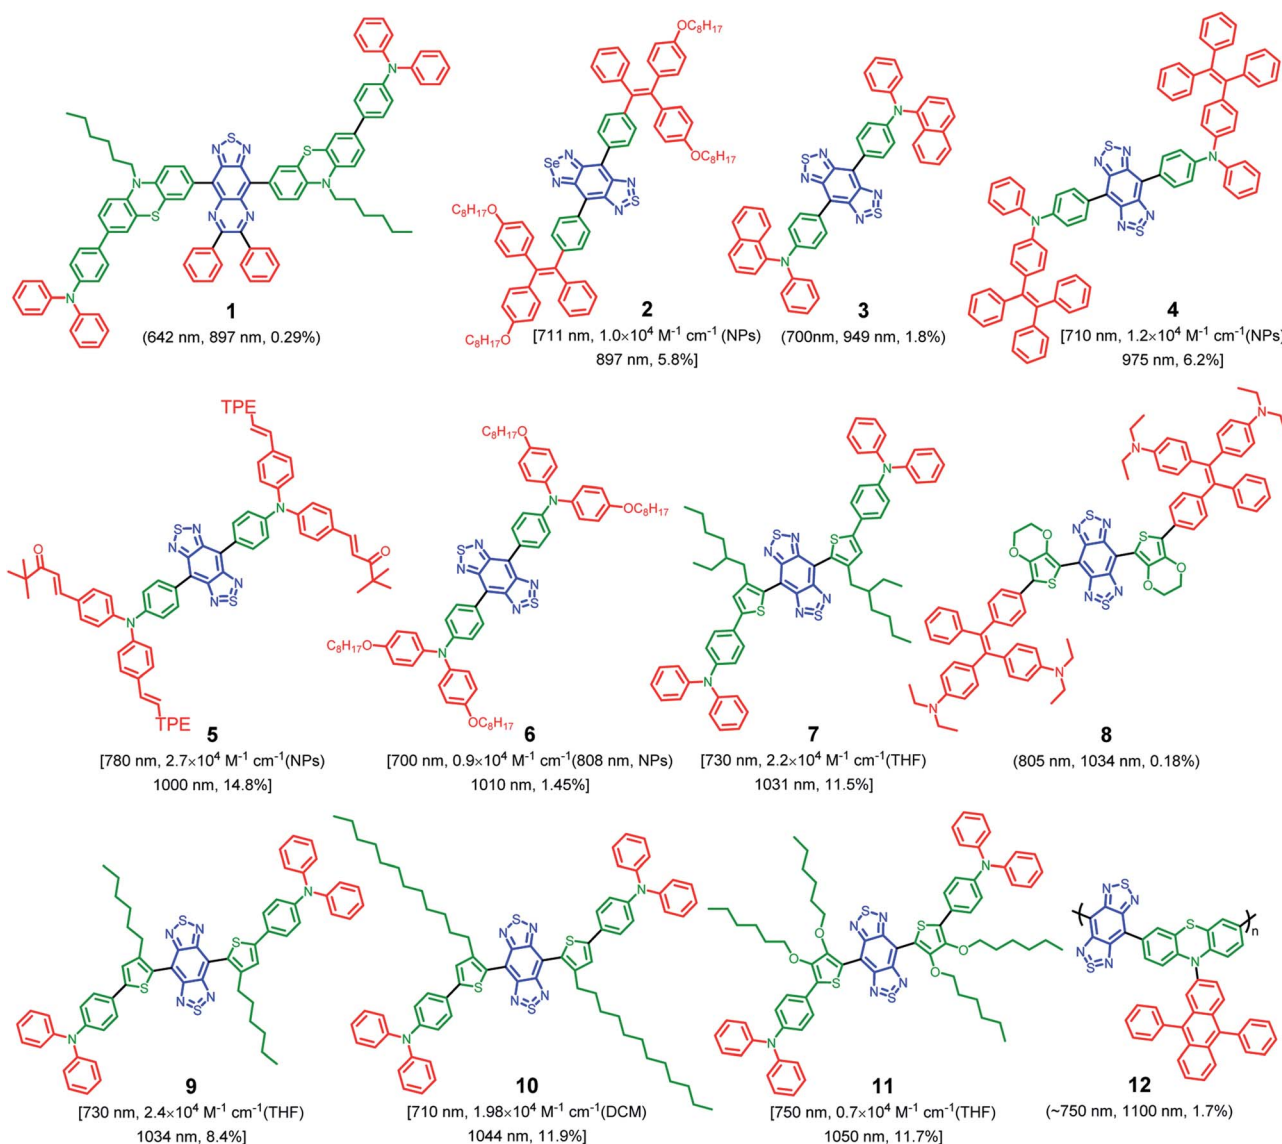 N
N
S
N
S
N
N
S
N
N
N
1
(642 nm, 897 nm, 0.29%)
OC₈H₁₇
OC₈H₁₇
N
Se
N
N
S
N
C₈H₁₇O
C₈H₁₇O
2
[711 nm, 1.0×10⁴ M⁻¹ cm⁻¹ (NPs)
897 nm, 5.8%]
N
S
N
N
N
S
N
N
3
(700nm, 949 nm, 1.8%)
N
S
N
N
N
S
N
N
4
[710 nm, 1.2×10⁴ M⁻¹ cm⁻¹ (NPs)
975 nm, 6.2%]
TPE
N
O
S
N
N
O
N
S
N
N
TPE
5
[780 nm, 2.7×10⁴ M⁻¹ cm⁻¹(NPs)
1000 nm, 14.8%]
C₈H₁₇O
N
OC₈H₁₇
S
N
N
N
S
N
C₈H₁₇O
N
OC₈H₁₇
6
[700 nm, 0.9×10⁴ M⁻¹ cm⁻¹(808 nm, NPs)
1010 nm, 1.45%]
N
S
N
N
S
S
N
S
N
N
7
[730 nm, 2.2×10⁴ M⁻¹ cm⁻¹(THF)
1031 nm, 11.5%]
N
N
S
N
N
S
O
O
S
O
O
N
S
N
N
N
8
(805 nm, 1034 nm, 0.18%)
N
S
N
N
S
S
N
S
N
N
9
[730 nm, 2.4×10⁴ M⁻¹ cm⁻¹(THF)
1034 nm, 8.4%]
N
S
N
N
S
S
N
S
N
N
10
[710 nm, 1.98×10⁴ M⁻¹ cm⁻¹(DCM)
1044 nm, 11.9%]
N
S
N
N
S
O
O
O
O
S
N
S
N
N
11
[750 nm, 0.7×10⁴ M⁻¹ cm⁻¹(THF)
1050 nm, 11.7%]
N
S
N
S
n
N
S
N
N
12
(~750 nm, 1100 nm, 1.7%)